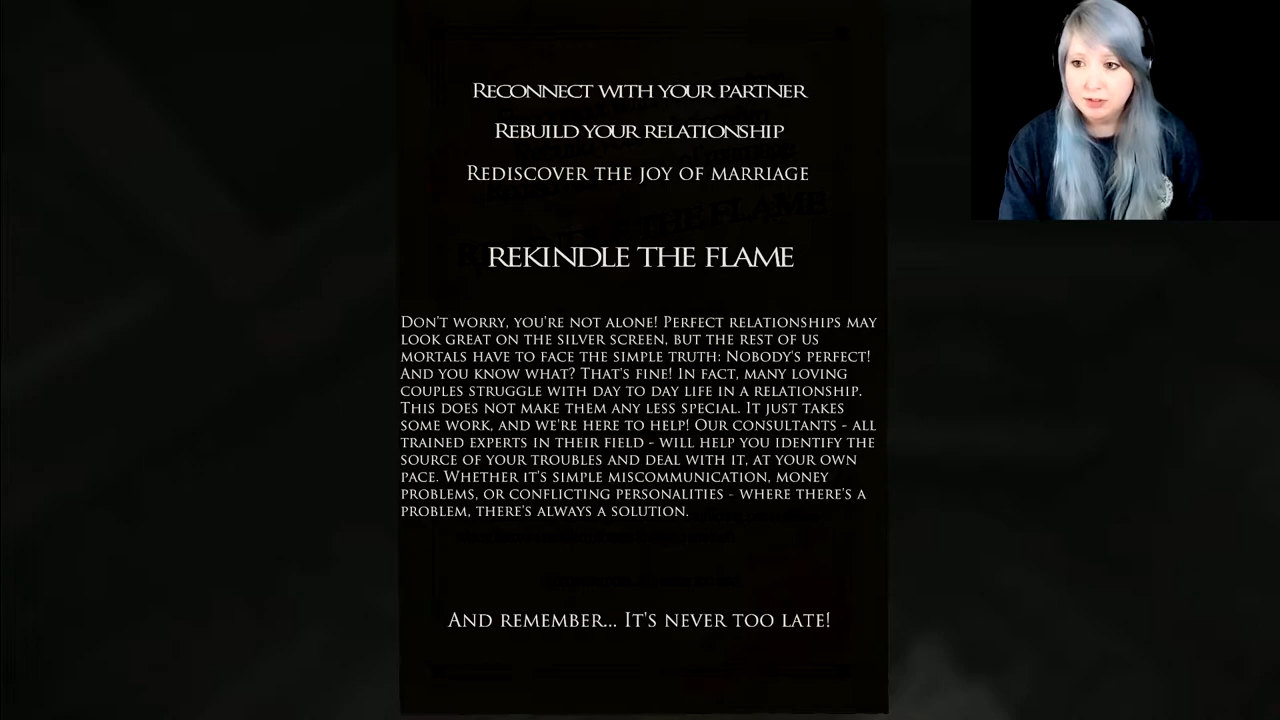 Reconnect with your partner
Rebuild your relationship
Rediscover the joy of marriage
REKINDLE THE FLAME
Don't worry, you're not alone! Perfect relationships may
look great on the silver screen, but the rest of us
mortals have to face the simple truth: Nobody's perfect!
And you know what? That's fine! In fact, many loving
couples struggle with day to day life in a relationship.
This does not make them any less special. It just takes
some work, and we're here to help! Our consultants - all
trained experts in their field - will help you identify the
source of your troubles and deal with it, at your own
pace. Whether it's simple miscommunication, money
problems, or conflicting personalities - where there's a
problem, there's always a solution.
And remember... It's never too late!